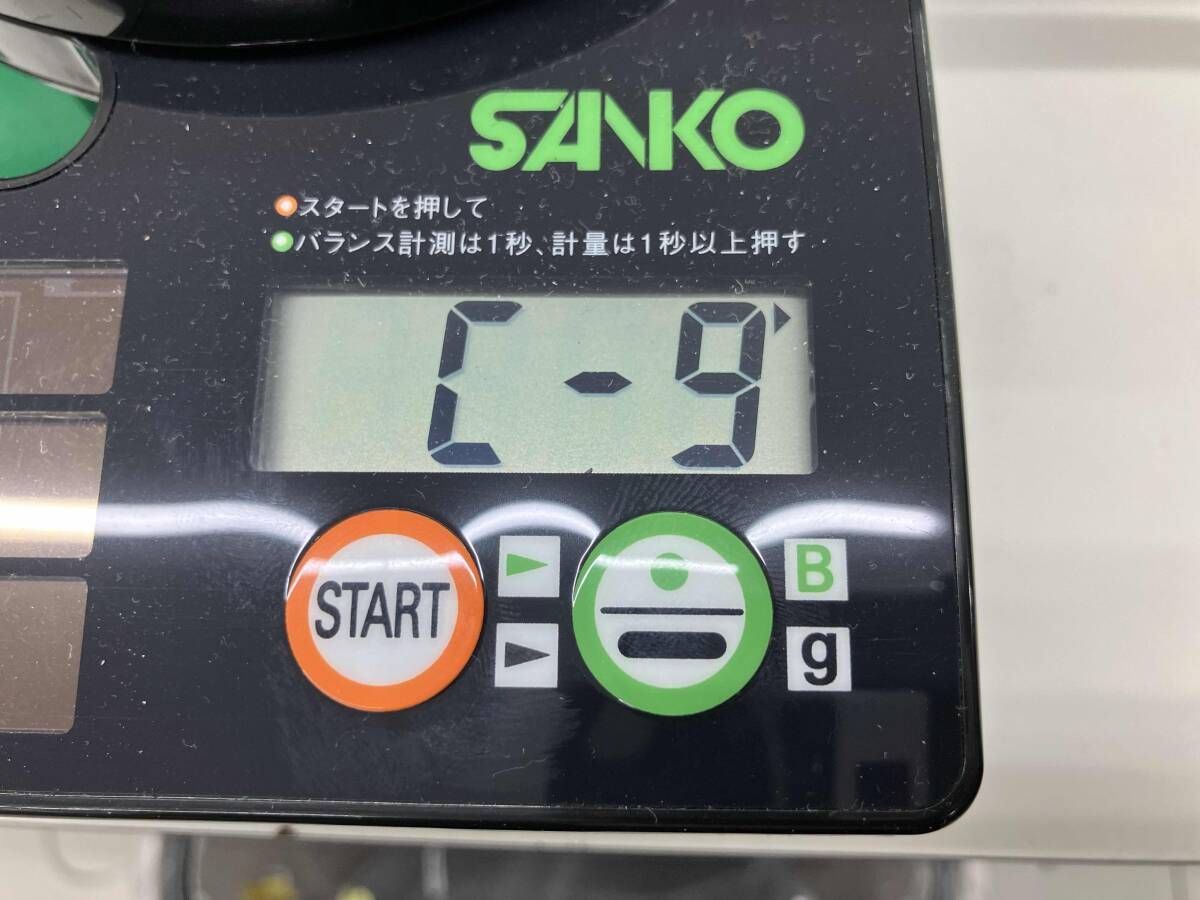 SANKO
スタートを押して
バランス計測は1秒、計量は1秒以上押す
C-9
START
B
g